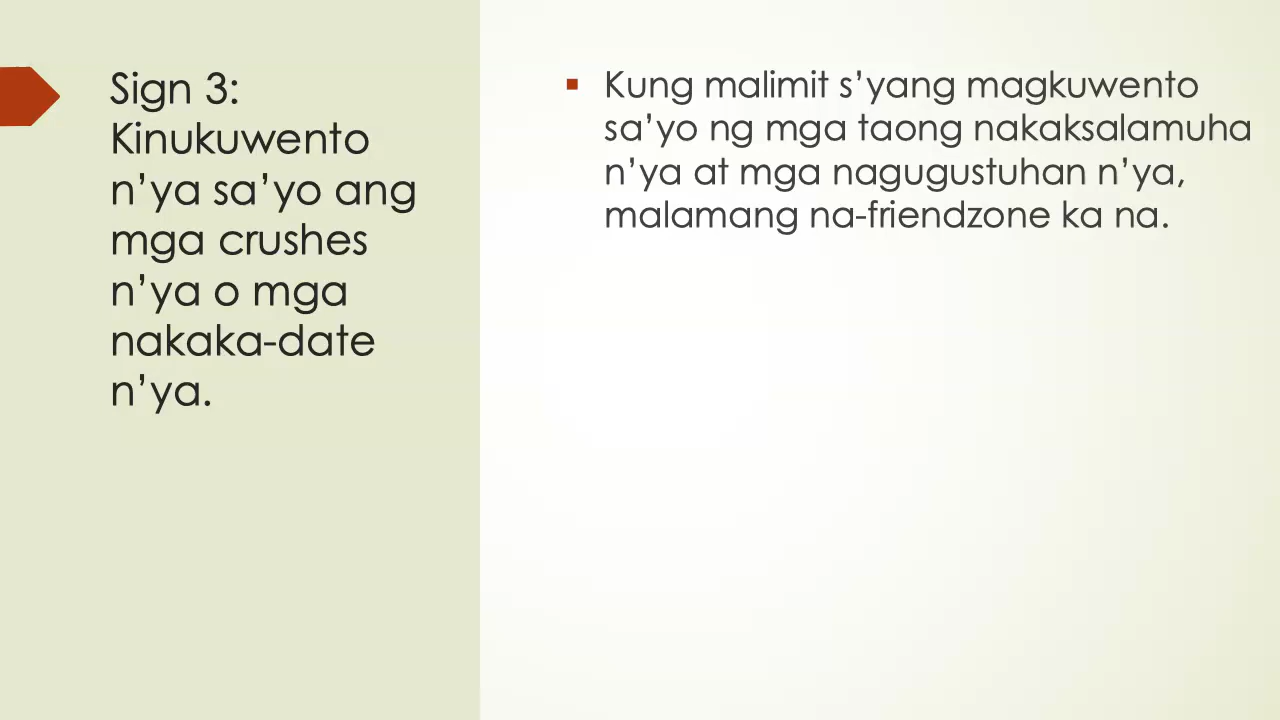 Sign 3:
Kinukuwento
n’ya sa’yo ang
mga crushes
n’ya o mga
nakaka-date
n’ya.
▪ Kung malimit s’yang magkuwento
sa’yo ng mga taong nakaksalamuha
n’ya at mga nagugustuhan n’ya,
malamang na-friendzone ka na.